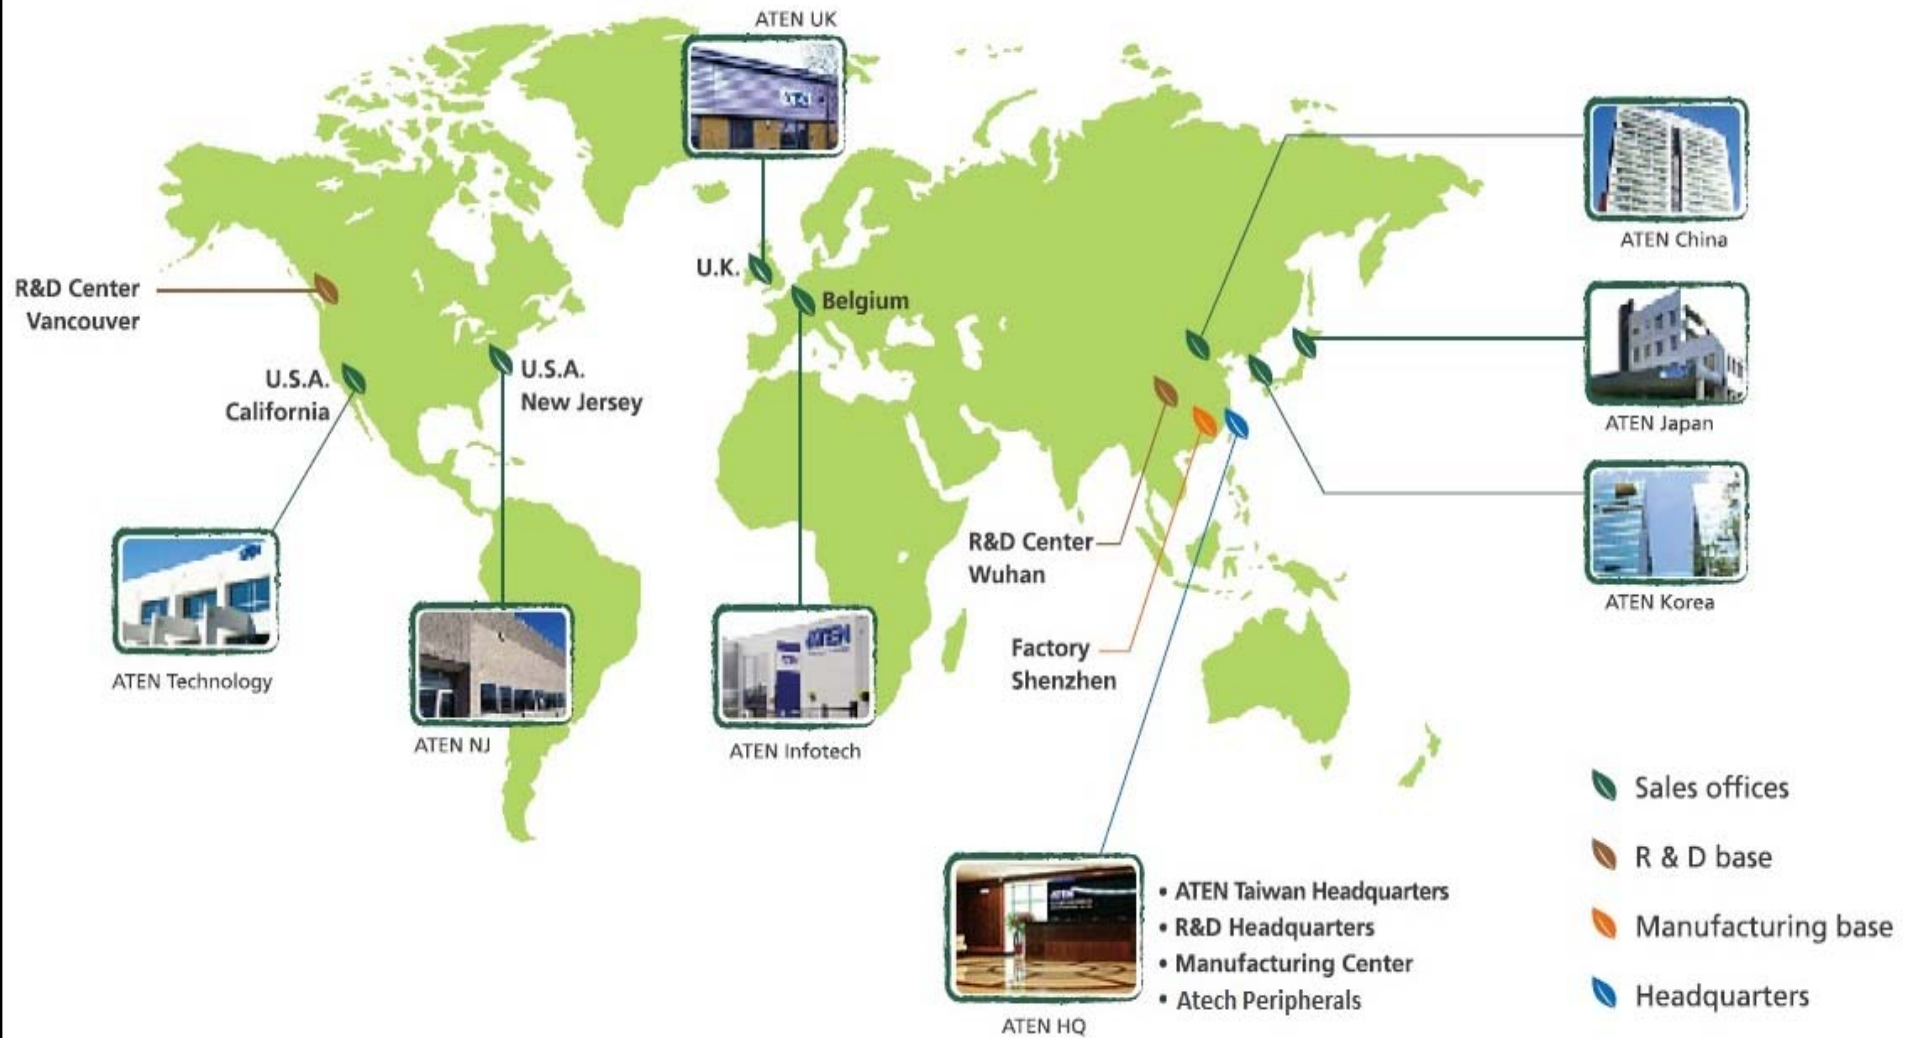 ATEN UK
ATEN China
U.K.
Belgium
R&D Center
Vancouver
ATEN Japan
U.S.A.
California
U.S.A.
New Jersey
R&D Center
Wuhan
ATEN Korea
Factory
Shenzhen
ATEN Technology
ATEN NJ
ATEN
ATEN Infotech
Sales offices
R & D base
Manufacturing base
Headquarters
ATEN
• ATEN Taiwan Headquarters
• R&D Headquarters
• Manufacturing Center
• Atech Peripherals
ATEN HQ